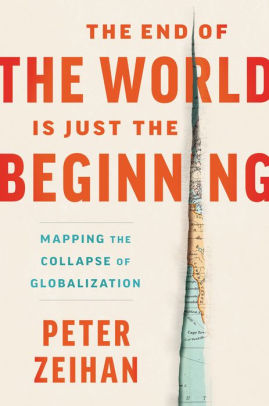 THE END OF
THE WORLD
IS JUST THE
BEGINNING
MAPPING THE
COLLAPSE OF
GLOBALIZATION
PETER
ZEIHAN